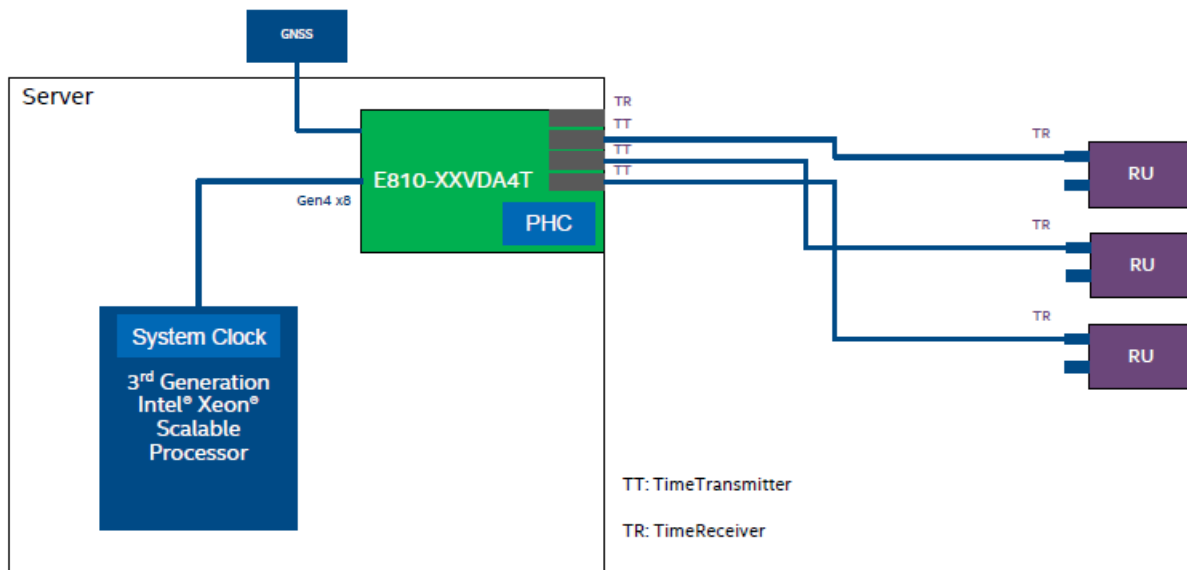 GNSS
Server
TR
TT
TT
TT
E810-XXVDA4T
PHC
Gen4 x8
System Clock
3rd Generation
Intel® Xeon®
Scalable
Processor
TR
RU
TR
RU
TR
RU
TT: TimeTransmitter
TR: TimeReceiver